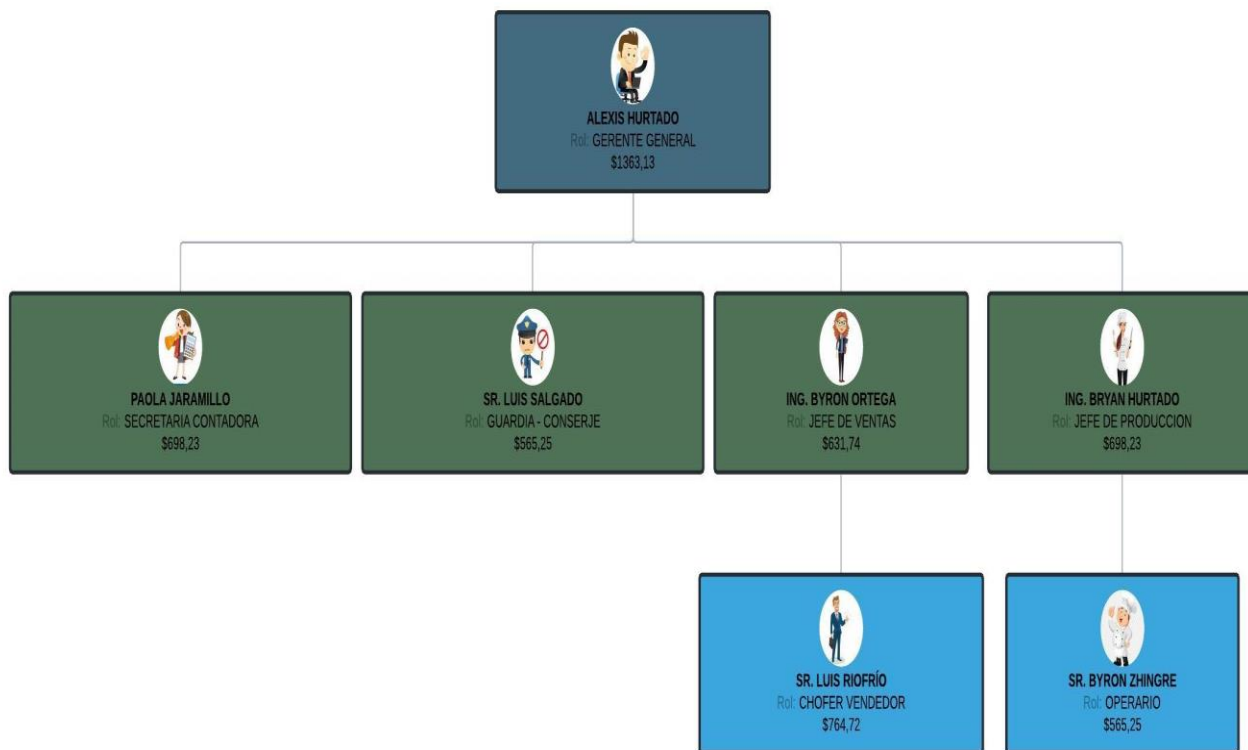 ALEXIS HURTADO
Rol: GERENTE GENERAL
$1363,13
PAOLA JARAMILLO
Rol: SECRETARIA CONTADORA
$698,23
SR. LUIS SALGADO
Rol: GUARDIA - CONSERJE
$565,25
ING. BYRON ORTEGA
Rol: JEFE DE VENTAS
$631,74
ING. BRYAN HURTADO
Rol: JEFE DE PRODUCCION
$698,23
SR. LUIS RIOFRÍO
Rol: CHOFER VENDEDOR
$764,72
SR. BYRON ZHINGRE
Rol: OPERARIO
$565,25